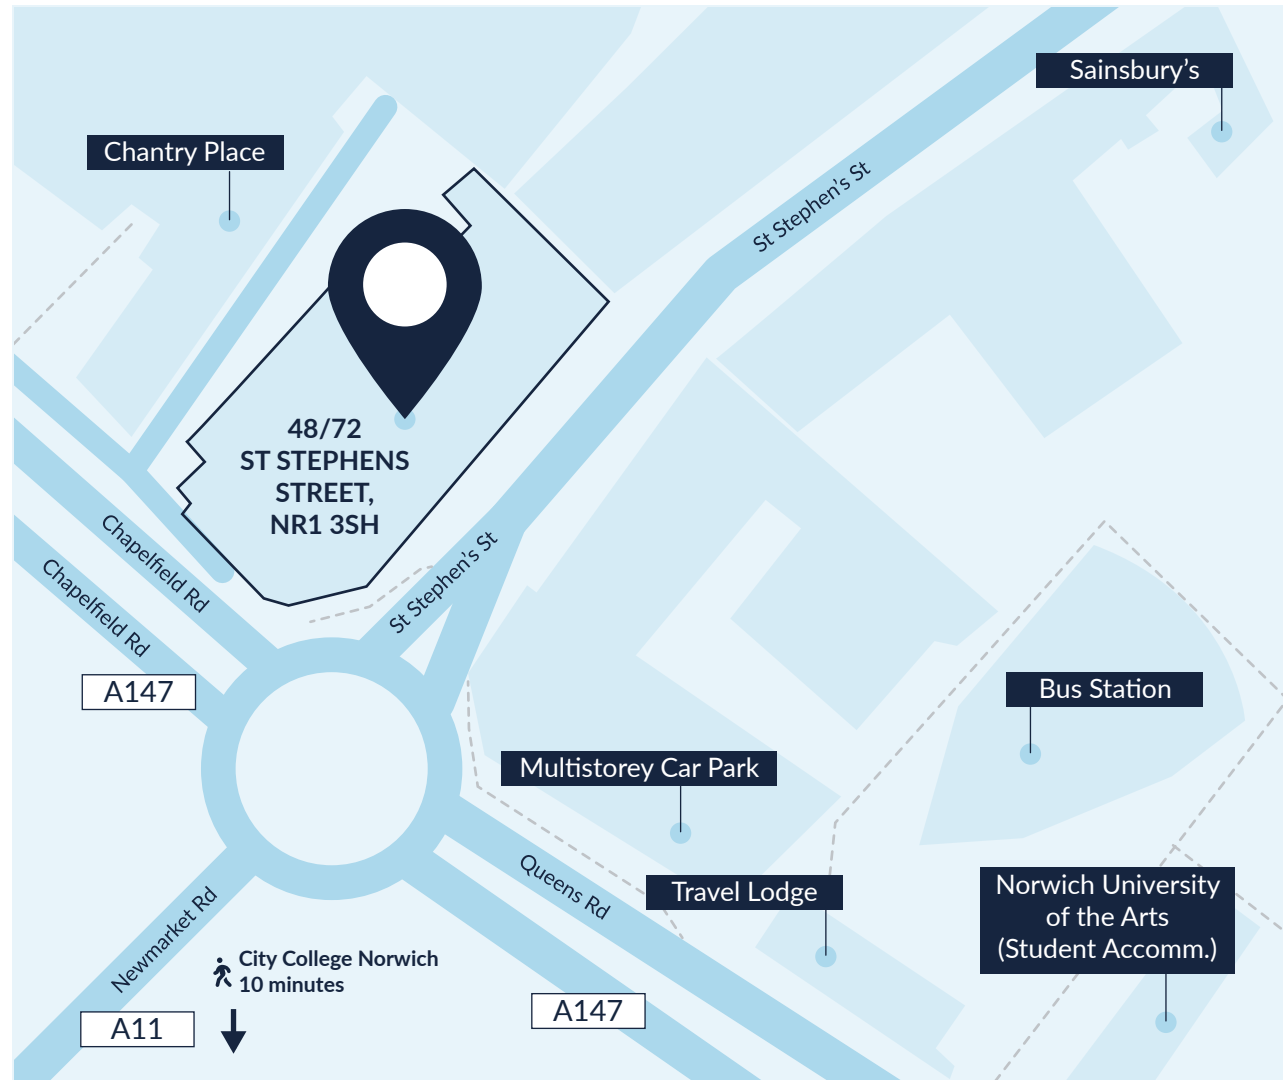 Sainsbury’s
Chantry Place
St Stephen’s St
48/72
ST STEPHENS
STREET,
NR1 3SH
Chapelfield Rd
Chapelfield Rd
St Stephen’s St
A147
Bus Station
Multistorey Car Park
Queens Rd
Travel Lodge
Norwich University
of the Arts
(Student Accomm.)
Newmarket Rd
City College Norwich
10 minutes
A147
A11